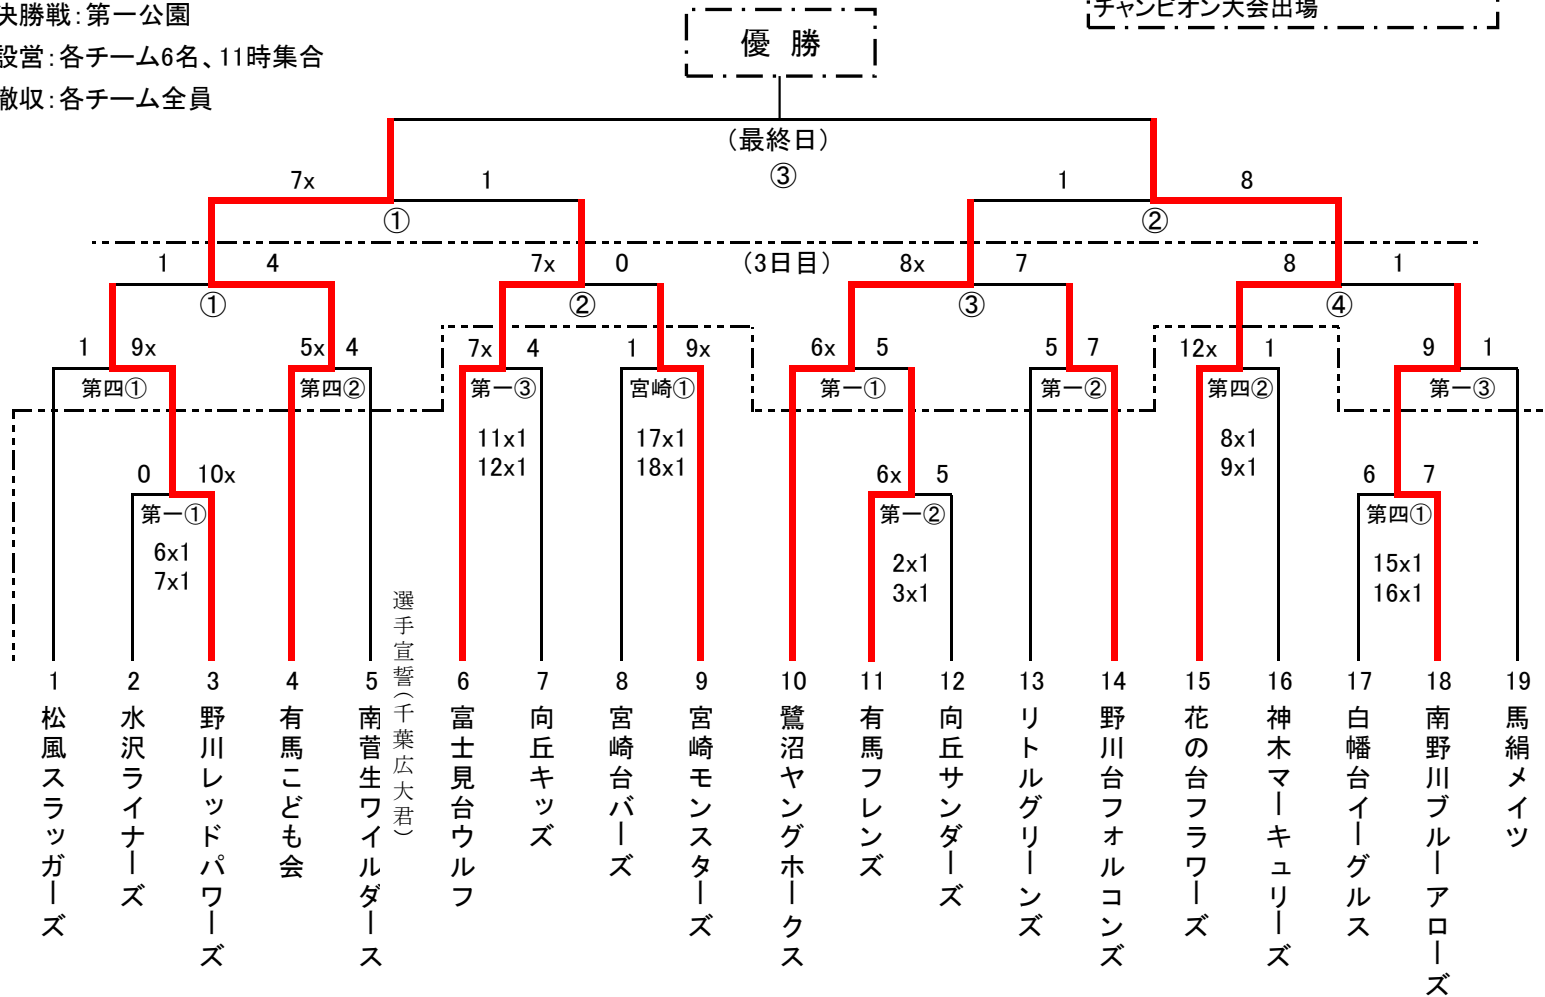 決勝戦：第一公園
設営：各チーム6名、11時集合
撤収：各チーム全員
優 勝
チャンピオン大会出場
（最終日）
③
7x 1 1 8
① ②
（3日目）
1 4 7x 0 8x 7 8 1
① ② ③ ④
1 9x 5x 4 7x 4 1 9x 6x 5 5 7 12x 1 9 1
第四① 第四② 第一③ 宮崎① 第一① 第一② 第四② 第一③
11x1 17x1 8x1
12x1 18x1 9x1
0 10x 6x 5 6 7
第一① 第一② 第四①
6x1 2x1 15x1
7x1 3x1 16x1
選手宣誓（千葉広大君）
1 松風スラッガーズ
2 水沢ライナーズ
3 野川レッドパワーズ
4 有馬こども会
5 南菅生ワイルダース
6 富士見台ウルフ
7 向丘キッズ
8 宮崎台バーズ
9 宮崎モンスターズ
10 鷺沼ヤングホークス
11 有馬フレンズ
12 向丘サンダーズ
13 リトルグリーンズ
14 野川台フォルコンズ
15 花の台フラワーズ
16 神木マーキュリーズ
17 白幡台イーグルス
18 南野川ブルーアローズ
19 馬絹メイツ